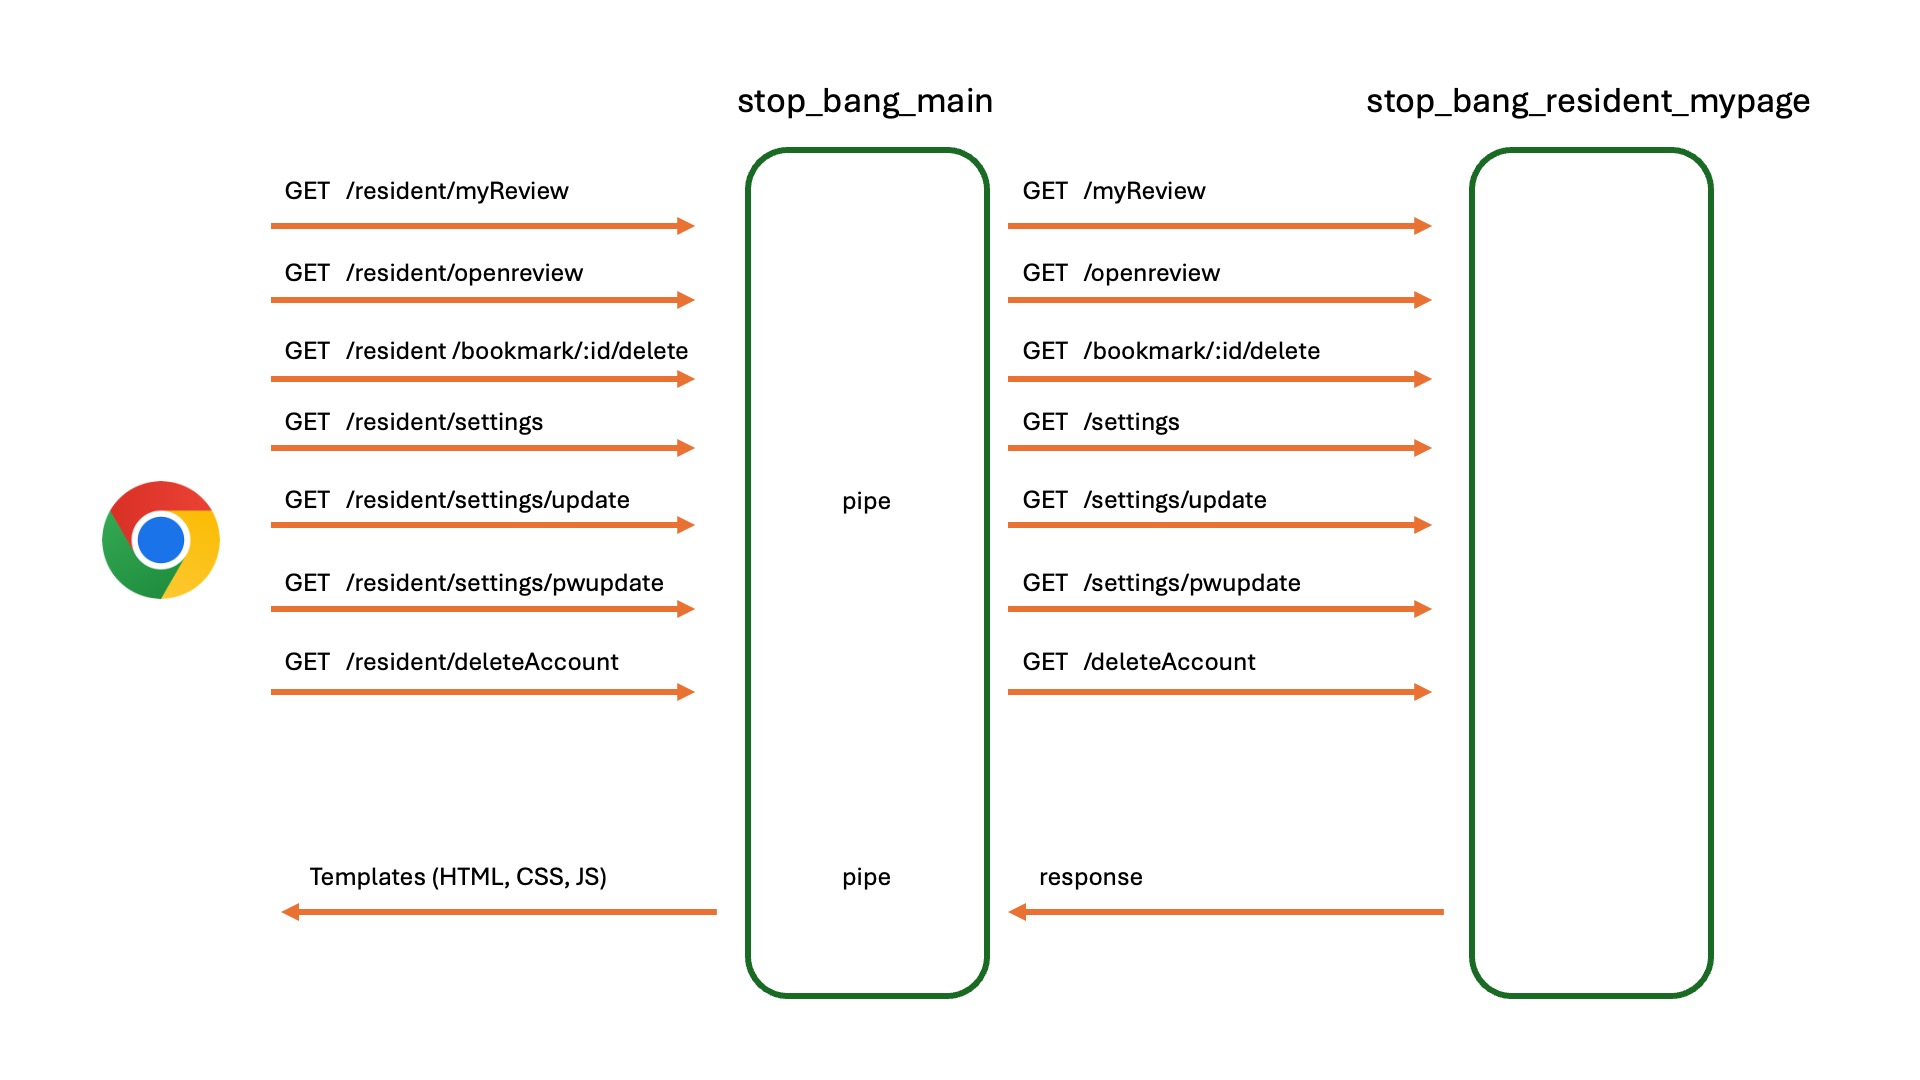 stop_bang_main
stop_bang_resident_mypage
GET /resident/myReview
GET /myReview
GET /resident/openreview
GET /openreview
GET /resident /bookmark/:id/delete
GET /bookmark/:id/delete
GET /resident/settings
GET /settings
GET /resident/settings/update
pipe
GET /settings/update
GET /resident/settings/pwupdate
GET /settings/pwupdate
GET /resident/deleteAccount
GET /deleteAccount
Templates (HTML, CSS, JS)
pipe
response